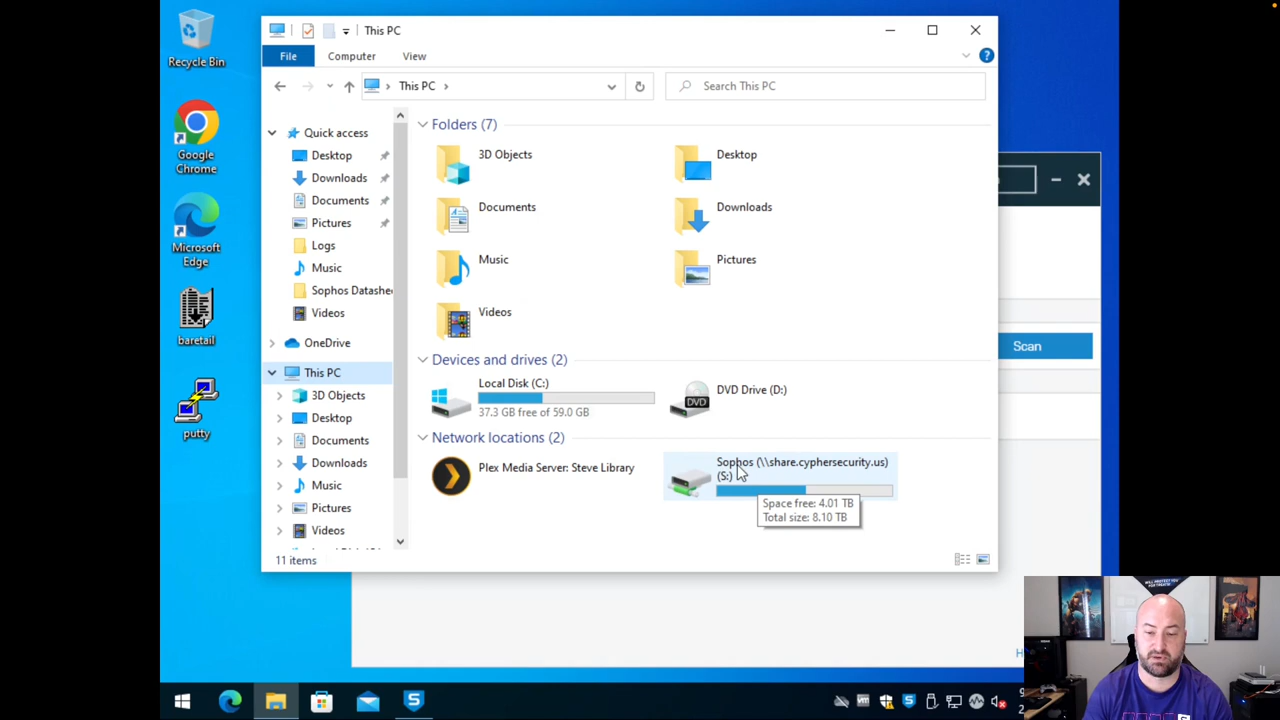 Recycle Bin
Google
Chrome
Microsoft
Edge
baretail
putty
This PC
File
Computer
View
This PC
Search This PC
Quick access
Desktop
Downloads
Documents
Pictures
Logs
Music
Sophos Datashe
Videos
OneDrive
This PC
3D Objects
Desktop
Documents
Downloads
Music
Pictures
Videos
Folders (7)
3D Objects
Desktop
Documents
Downloads
Music
Pictures
Videos
Devices and drives (2)
Local Disk (C:)
37.3 GB free of 59.0 GB
DVD Drive (D:)
DVD
Network locations (2)
Plex Media Server: Steve Library
Sophos (\\share.cyphersecurity.us)
(S:)
Space free: 4.01 TB
Total size: 8.10 TB
11 items
Scan